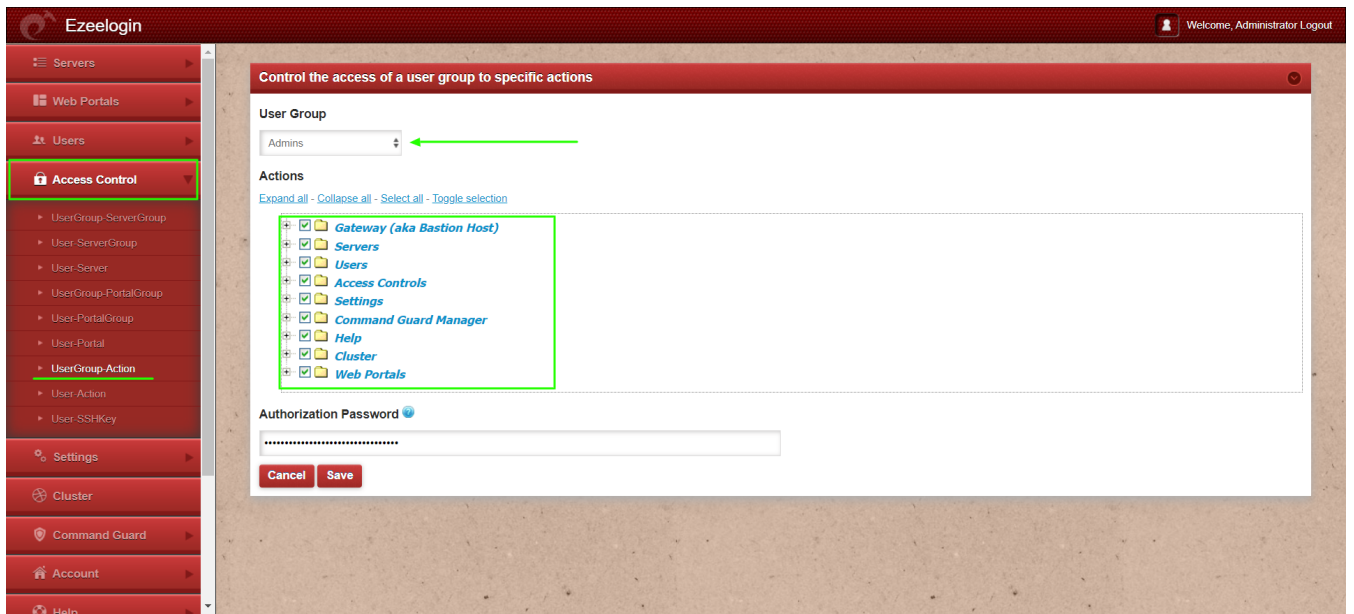 Ezeelogin
Welcome, Administrator Logout
Servers
Web Portals
Users
Access Control
UserGroup-ServerGroup
User-ServerGroup
User-Server
UserGroup-PortalGroup
User-PortalGroup
User-Portal
UserGroup-Action
User-Action
User-SSHKey
Settings
Cluster
Command Guard
Account
Help
Control the access of a user group to specific actions
User Group
Admins
Actions
Expand all - Collapse all - Select all - Toggle selection
Gateway (aka Bastion Host)
Servers
Users
Access Controls
Settings
Command Guard Manager
Help
Cluster
Web Portals
Authorization Password
Cancel Save